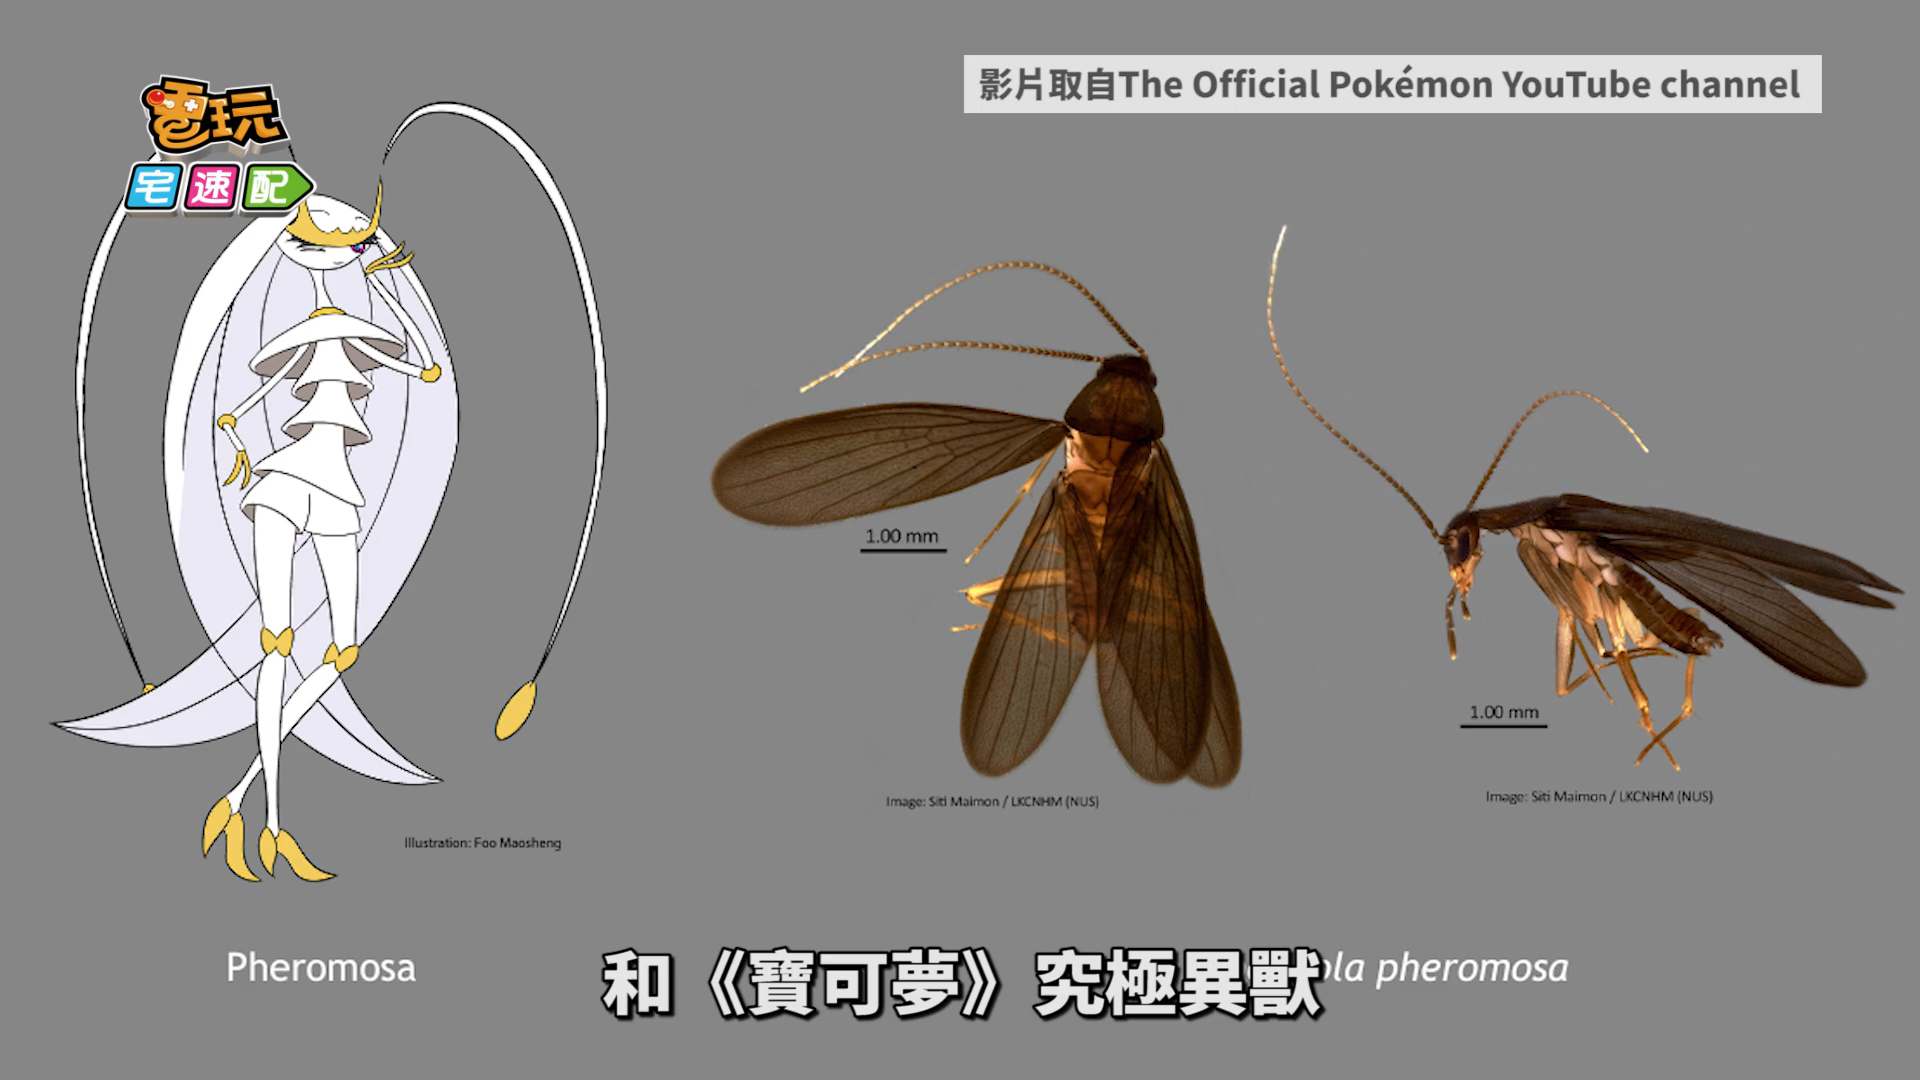 影片取自The Official Pokémon YouTube channel
電玩
宅速配
1.00 mm
1.00 mm
Image: Siti Maimon / LKCNHM (NUS)
Image: Siti Maimon / LKCNHM (NUS)
Illustration: Foo Maosheng
Pheromosa
和《寶可夢》究極異獸
la pheromosa